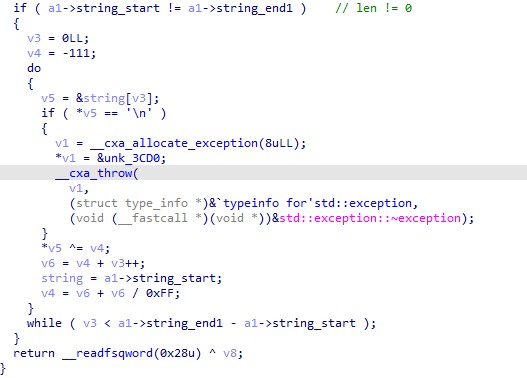 if ( a1->string_start != a1->string_end1 )    // len != 0
{
v3 = 0LL;
v4 = -111;
do
{
v5 = &string[v3];
if ( *v5 == '\n' )
{
v1 = __cxa_allocate_exception(8uLL);
*v1 = &unk_3CD0;
__cxa_throw(
v1,
(struct type_info *)&`typeinfo for'std::exception,
(void (__fastcall *)(void *))&std::exception::~exception);
}
*v5 ^= v4;
v6 = v4 + v3++;
string = a1->string_start;
v4 = v6 + v6 / 0xFF;
}
while ( v3 < a1->string_end1 - a1->string_start );
}
return __readfsqword(0x28u) ^ v8;
}